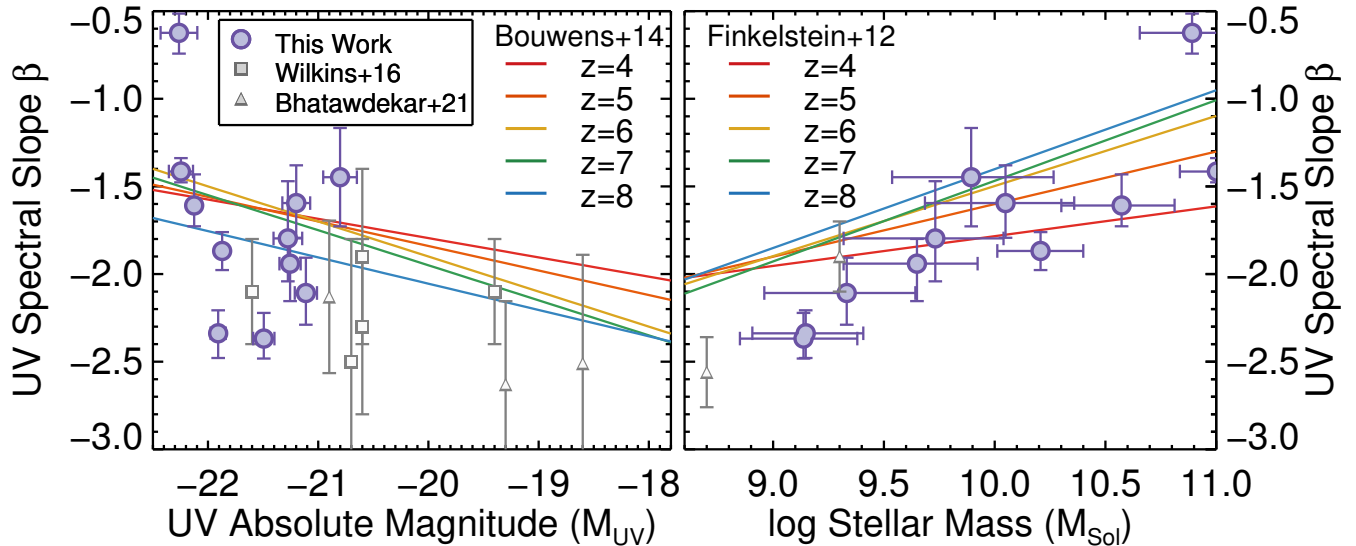 −0.5
−1.0
−1.5
−2.0
−2.5
−3.0
UV Spectral Slope β
This Work
Wilkins+16
Bhatawdekar+21
Bouwens+14
z=4
z=5
z=6
z=7
z=8
−22
−21
−20
−19
−18
UV Absolute Magnitude (M_UV)
Finkelstein+12
z=4
z=5
z=6
z=7
z=8
9.0
9.5
10.0
10.5
11.0
log Stellar Mass (M_Sol)
−0.5
−1.0
−1.5
−2.0
−2.5
−3.0
UV Spectral Slope β